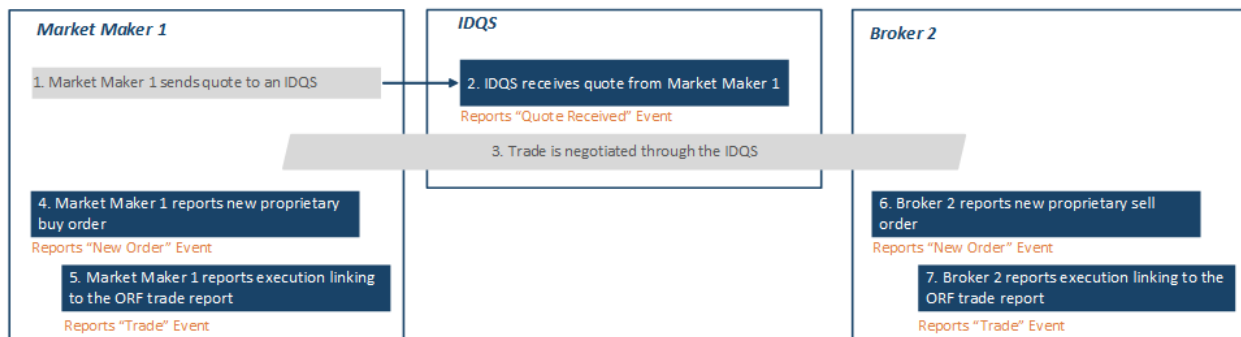 Market Maker 1
IDQS
Broker 2
1. Market Maker 1 sends quote to an IDQS
2. IDQS receives quote from Market Maker 1
Reports “Quote Received” Event
3. Trade is negotiated through the IDQS
4. Market Maker 1 reports new proprietary
buy order
Reports “New Order” Event
5. Market Maker 1 reports execution linking
to the ORF trade report
Reports “Trade” Event
6. Broker 2 reports new proprietary sell
order
Reports “New Order” Event
7. Broker 2 reports execution linking to the
ORF trade report
Reports “Trade” Event